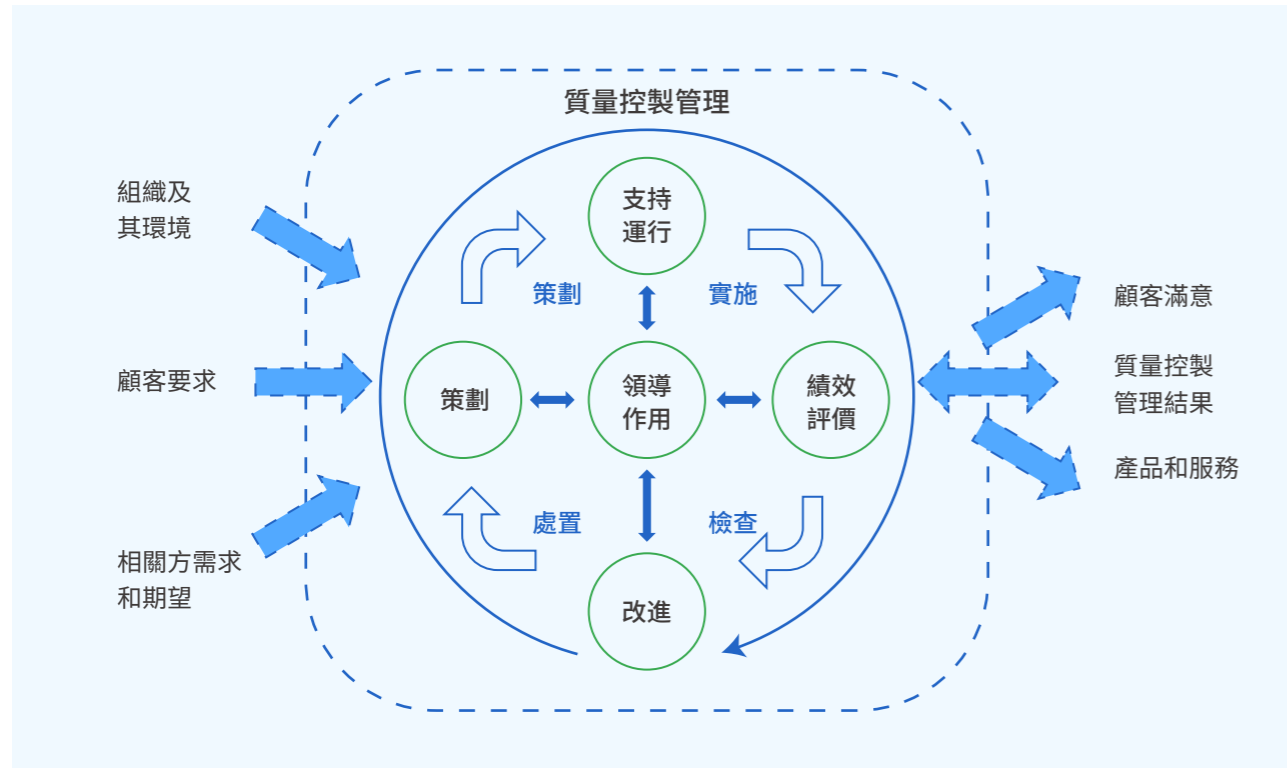 質量控製管理
組織及
其環境
顧客要求
相關方需求
和期望
支持
運行
策劃
實施
策劃
領導
作用
績效
評價
處置
檢查
改進
顧客滿意
質量控製
管理結果
產品和服務